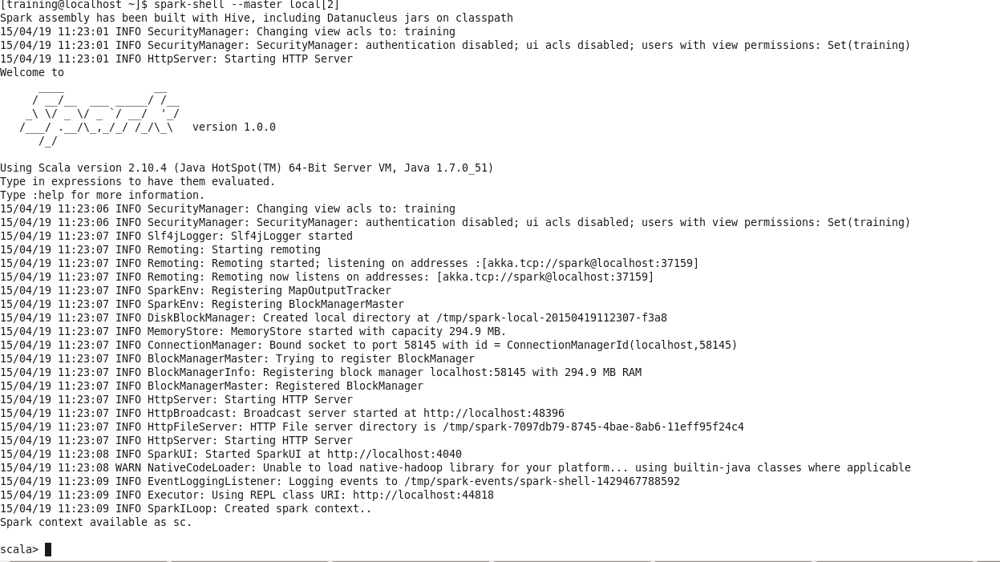 [training@localhost ~]$ spark-shell --master local[2]
Spark assembly has been built with Hive, including Datanucleus jars on classpath
15/04/19 11:23:01 INFO SecurityManager: Changing view acls to: training
15/04/19 11:23:01 INFO SecurityManager: SecurityManager: authentication disabled; ui acls disabled; users with view permissions: Set(training)
15/04/19 11:23:01 INFO HttpServer: Starting HTTP Server
Welcome to
      ____              __
     / __/__  ___ _____/ /__
    _\ \/ _ \/ _ `/ __/  '_/
   /___/ .__/\_,_/_/ /_/\_\   version 1.0.0
      /_/

Using Scala version 2.10.4 (Java HotSpot(TM) 64-Bit Server VM, Java 1.7.0_51)
Type in expressions to have them evaluated.
Type :help for more information.
15/04/19 11:23:06 INFO SecurityManager: Changing view acls to: training
15/04/19 11:23:06 INFO SecurityManager: SecurityManager: authentication disabled; ui acls disabled; users with view permissions: Set(training)
15/04/19 11:23:07 INFO Slf4jLogger: Slf4jLogger started
15/04/19 11:23:07 INFO Remoting: Starting remoting
15/04/19 11:23:07 INFO Remoting: Remoting started; listening on addresses :[akka.tcp://spark@localhost:37159]
15/04/19 11:23:07 INFO Remoting: Remoting now listens on addresses: [akka.tcp://spark@localhost:37159]
15/04/19 11:23:07 INFO SparkEnv: Registering MapOutputTracker
15/04/19 11:23:07 INFO SparkEnv: Registering BlockManagerMaster
15/04/19 11:23:07 INFO DiskBlockManager: Created local directory at /tmp/spark-local-20150419112307-f3a8
15/04/19 11:23:07 INFO MemoryStore: MemoryStore started with capacity 294.9 MB.
15/04/19 11:23:07 INFO ConnectionManager: Bound socket to port 58145 with id = ConnectionManagerId(localhost,58145)
15/04/19 11:23:07 INFO BlockManagerMaster: Trying to register BlockManager
15/04/19 11:23:07 INFO BlockManagerInfo: Registering block manager localhost:58145 with 294.9 MB RAM
15/04/19 11:23:07 INFO BlockManagerMaster: Registered BlockManager
15/04/19 11:23:07 INFO HttpServer: Starting HTTP Server
15/04/19 11:23:07 INFO HttpBroadcast: Broadcast server started at http://localhost:48396
15/04/19 11:23:07 INFO HttpFileServer: HTTP File server directory is /tmp/spark-7097db79-8745-4bae-8ab6-11eff95f24c4
15/04/19 11:23:07 INFO HttpServer: Starting HTTP Server
15/04/19 11:23:08 INFO SparkUI: Started SparkUI at http://localhost:4040
15/04/19 11:23:08 WARN NativeCodeLoader: Unable to load native-hadoop library for your platform... using builtin-java classes where applicable
15/04/19 11:23:09 INFO EventLoggingListener: Logging events to /tmp/spark-events/spark-shell-1429467788592
15/04/19 11:23:09 INFO Executor: Using REPL class URI: http://localhost:44818
15/04/19 11:23:09 INFO SparkILoop: Created spark context..
Spark context available as sc.

scala>